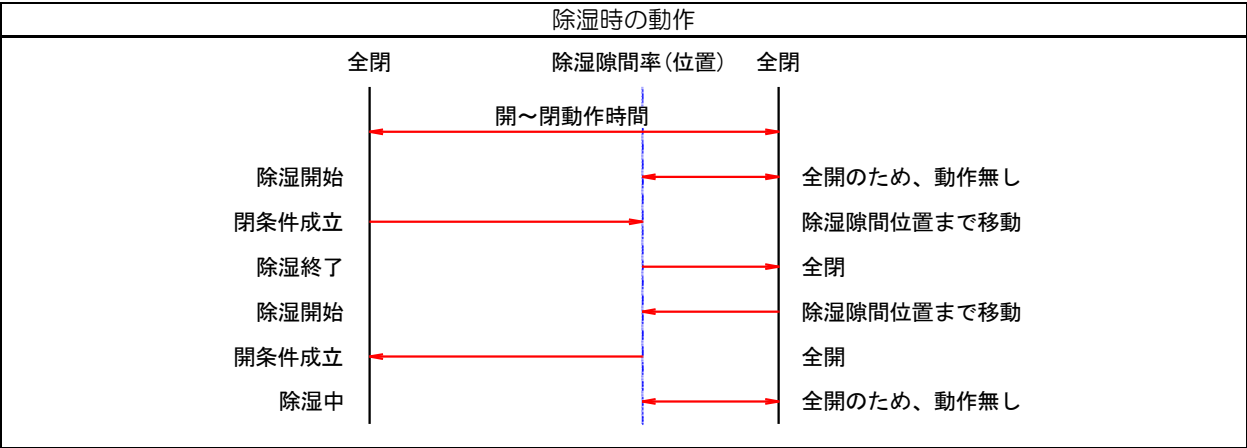 除湿時の動作
全閉 除湿隙間率(位置) 全閉
開～閉動作時間
除湿開始 全開のため、動作無し
閉条件成立 除湿隙間位置まで移動
除湿終了 全閉
除湿開始 除湿隙間位置まで移動
開条件成立 全開
除湿中 全開のため、動作無し